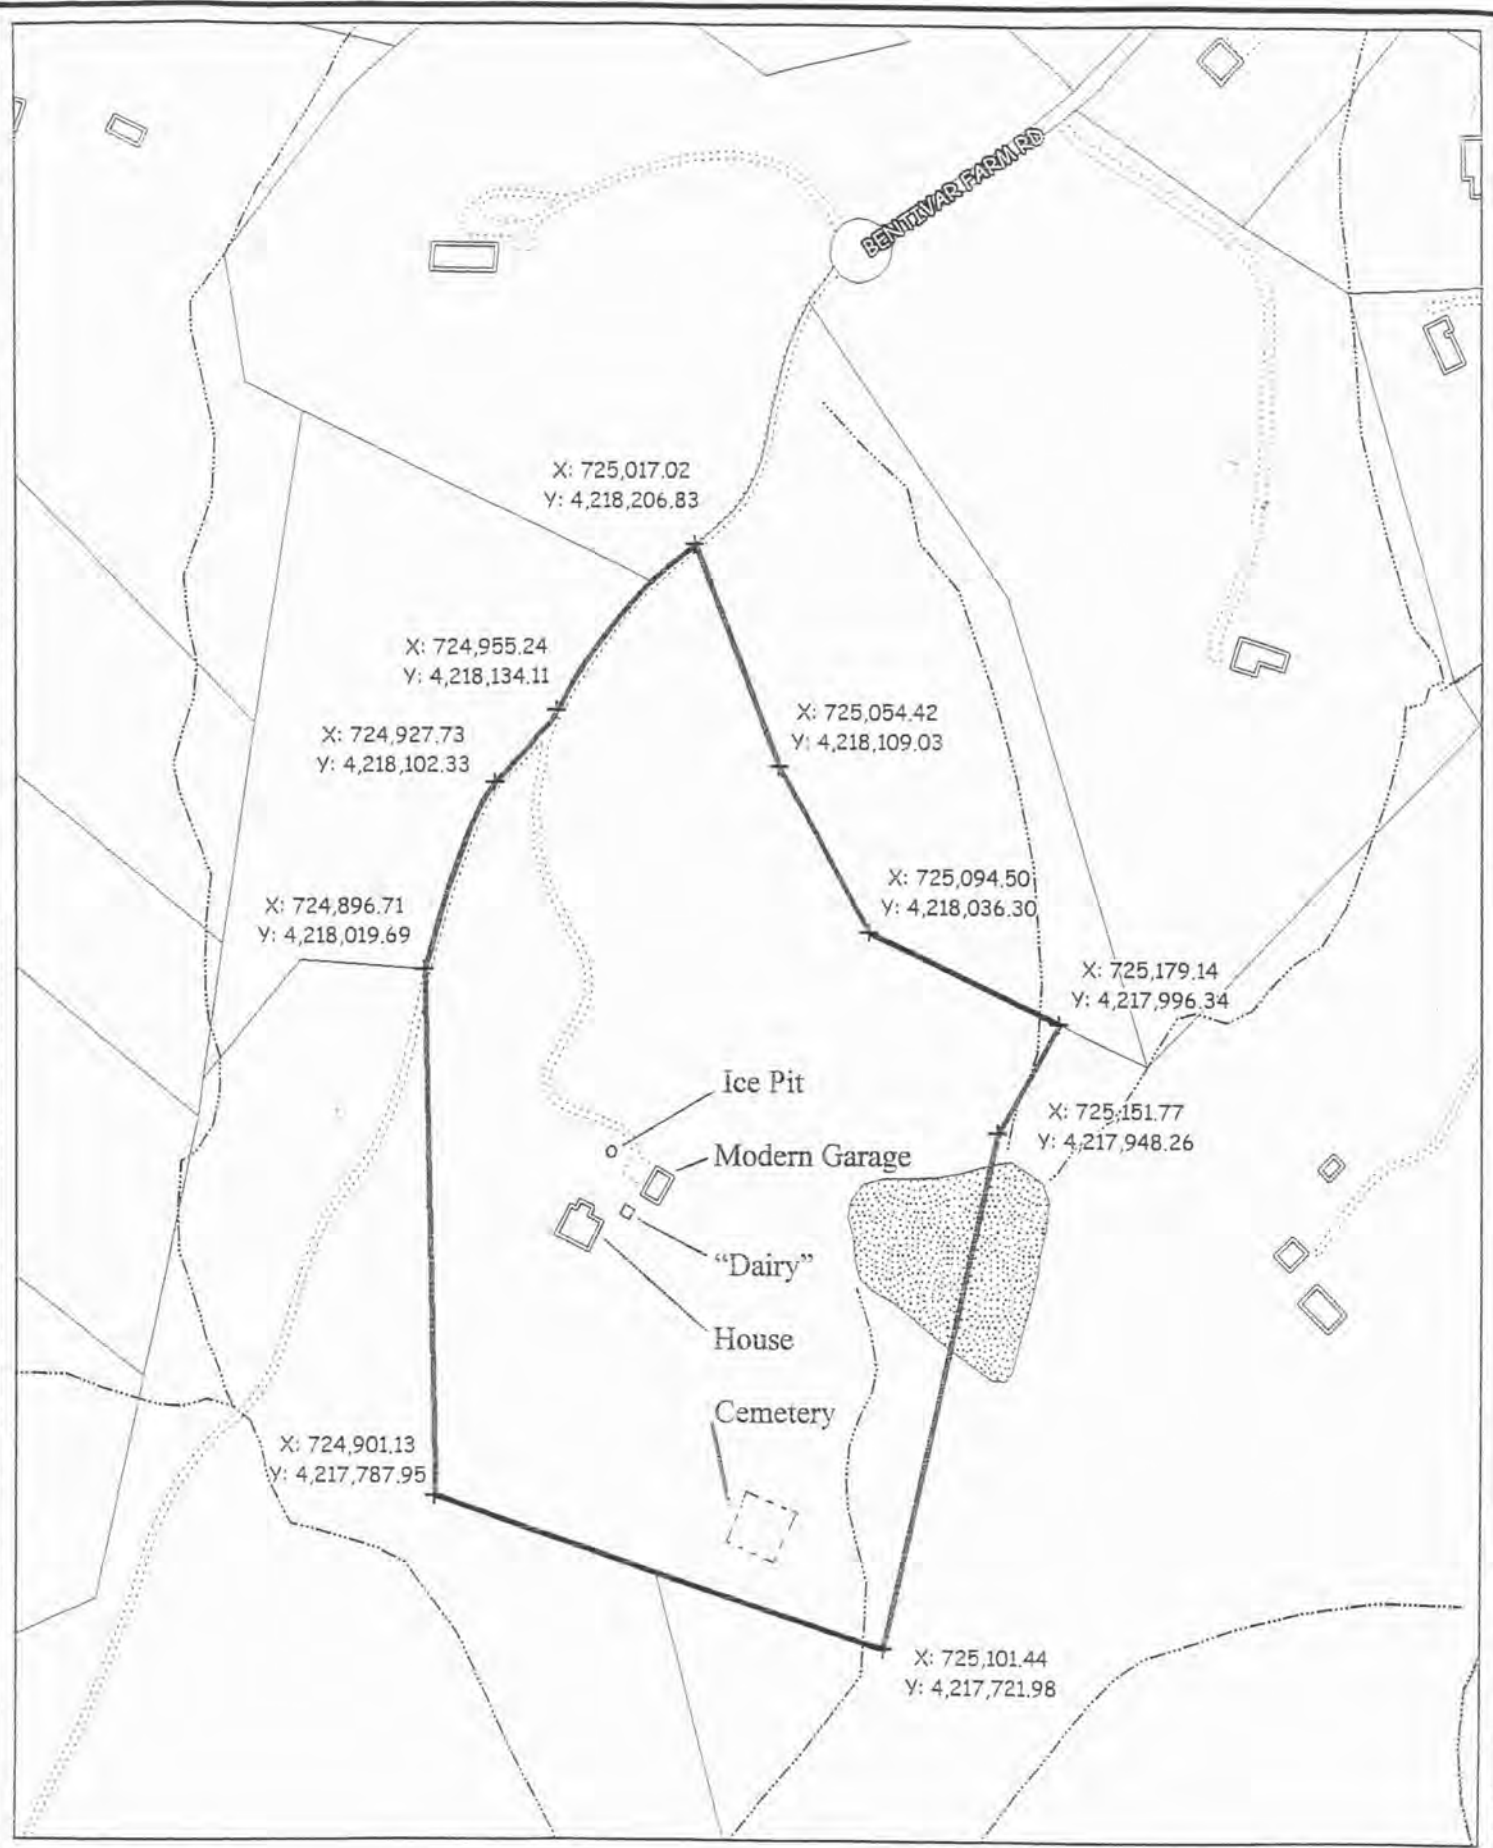 BENTIVAR FARM RD
X: 725,017.02
Y: 4,218,206.83
X: 724,955.24
Y: 4,218,134.11
X: 725,054.42
Y: 4,218,109.03
X: 724,927.73
Y: 4,218,102.33
X: 725,094.50
Y: 4,218,036.30
X: 724,896.71
Y: 4,218,019.69
X: 725,179.14
Y: 4,217,996.34
Ice Pit
X: 725,151.77
Y: 4,217,948.26
Modern Garage
“Dairy”
House
Cemetery
X: 724,901.13
Y: 4,217,787.95
X: 725,101.44
Y: 4,217,721.98